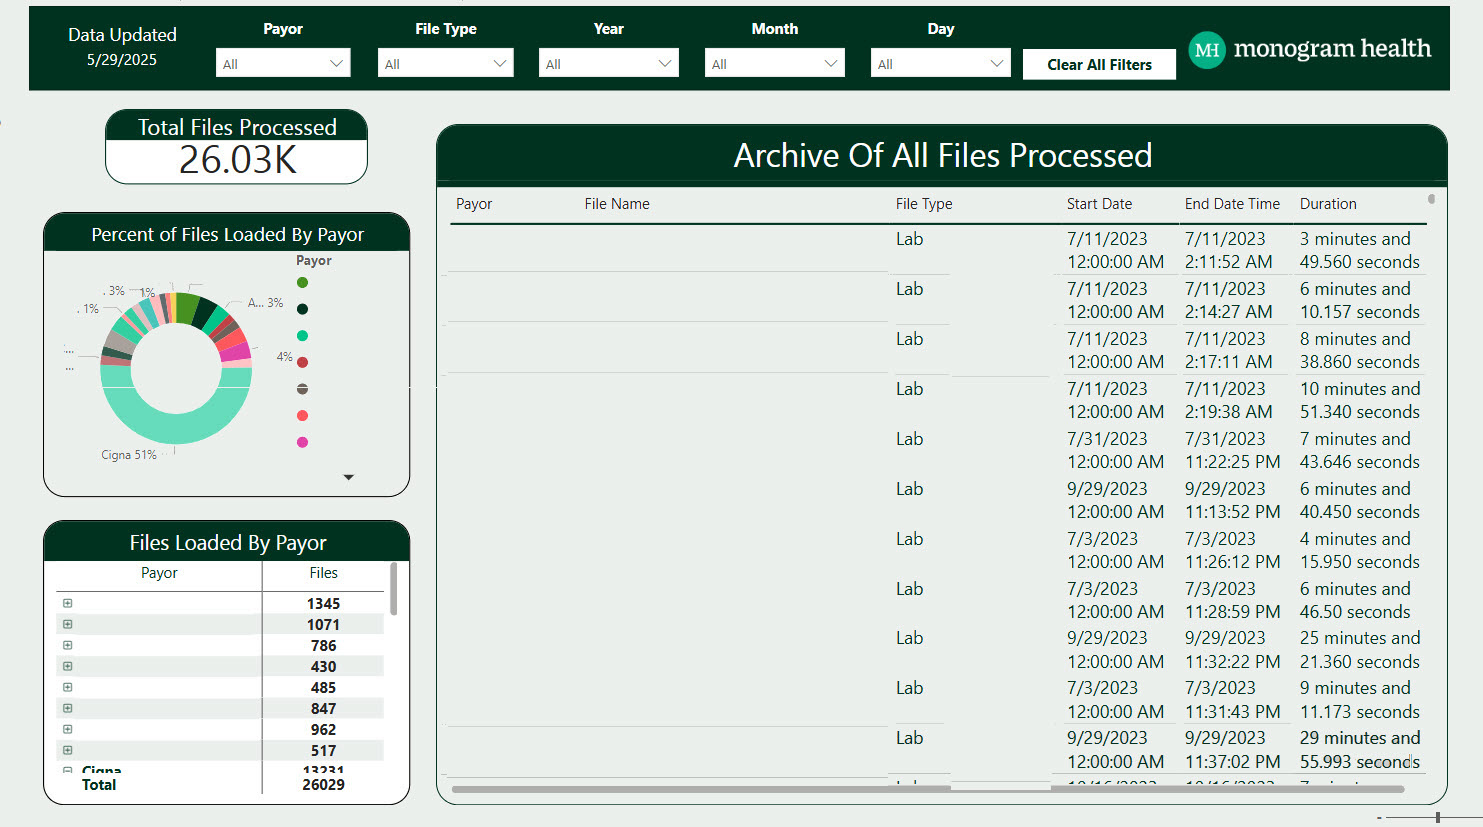 Data Updated
5/29/2025
Payor
All
File Type
All
Year
All
Month
All
Day
All
Clear All Filters
MH monogram health
Total Files Processed
26.03K
Percent of Files Loaded By Payor
Payor
. 3%
1%
. 1%
A... 3%
4%
Cigna 51%
Files Loaded By Payor
Payor Files
1345
1071
786
430
485
847
962
517
Cigna 13231
Total 26029
Archive Of All Files Processed
Payor File Name File Type Start Date End Date Time Duration
Lab 7/11/2023 7/11/2023 3 minutes and
12:00:00 AM 2:11:52 AM 49.560 seconds
Lab 7/11/2023 7/11/2023 6 minutes and
12:00:00 AM 2:14:27 AM 10.157 seconds
Lab 7/11/2023 7/11/2023 8 minutes and
12:00:00 AM 2:17:11 AM 38.860 seconds
Lab 7/11/2023 7/11/2023 10 minutes and
12:00:00 AM 2:19:38 AM 51.340 seconds
Lab 7/31/2023 7/31/2023 7 minutes and
12:00:00 AM 11:22:25 PM 43.646 seconds
Lab 9/29/2023 9/29/2023 6 minutes and
12:00:00 AM 11:13:52 PM 40.450 seconds
Lab 7/3/2023 7/3/2023 4 minutes and
12:00:00 AM 11:26:12 PM 15.950 seconds
Lab 7/3/2023 7/3/2023 6 minutes and
12:00:00 AM 11:28:59 PM 46.50 seconds
Lab 9/29/2023 9/29/2023 25 minutes and
12:00:00 AM 11:32:22 PM 21.360 seconds
Lab 7/3/2023 7/3/2023 9 minutes and
12:00:00 AM 11:31:43 PM 11.173 seconds
Lab 9/29/2023 9/29/2023 29 minutes and
12:00:00 AM 11:37:02 PM 55.993 seconds